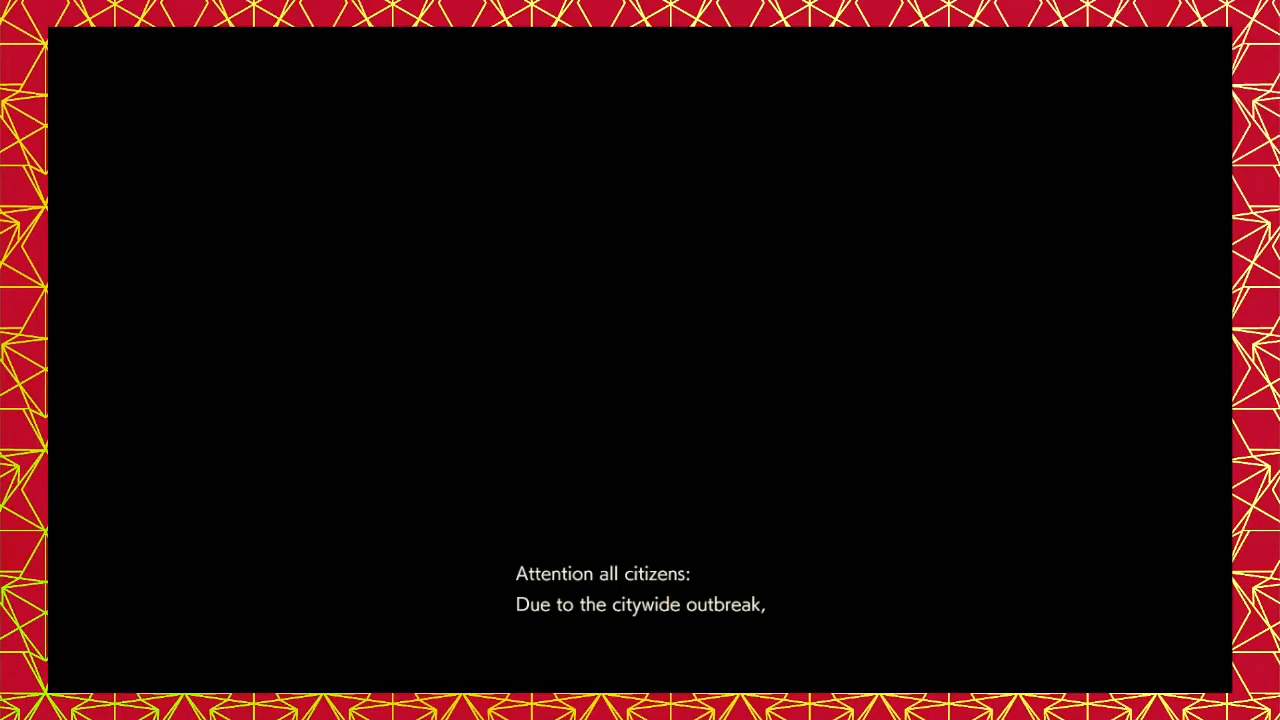 Attention all citizens:
Due to the citywide outbreak,